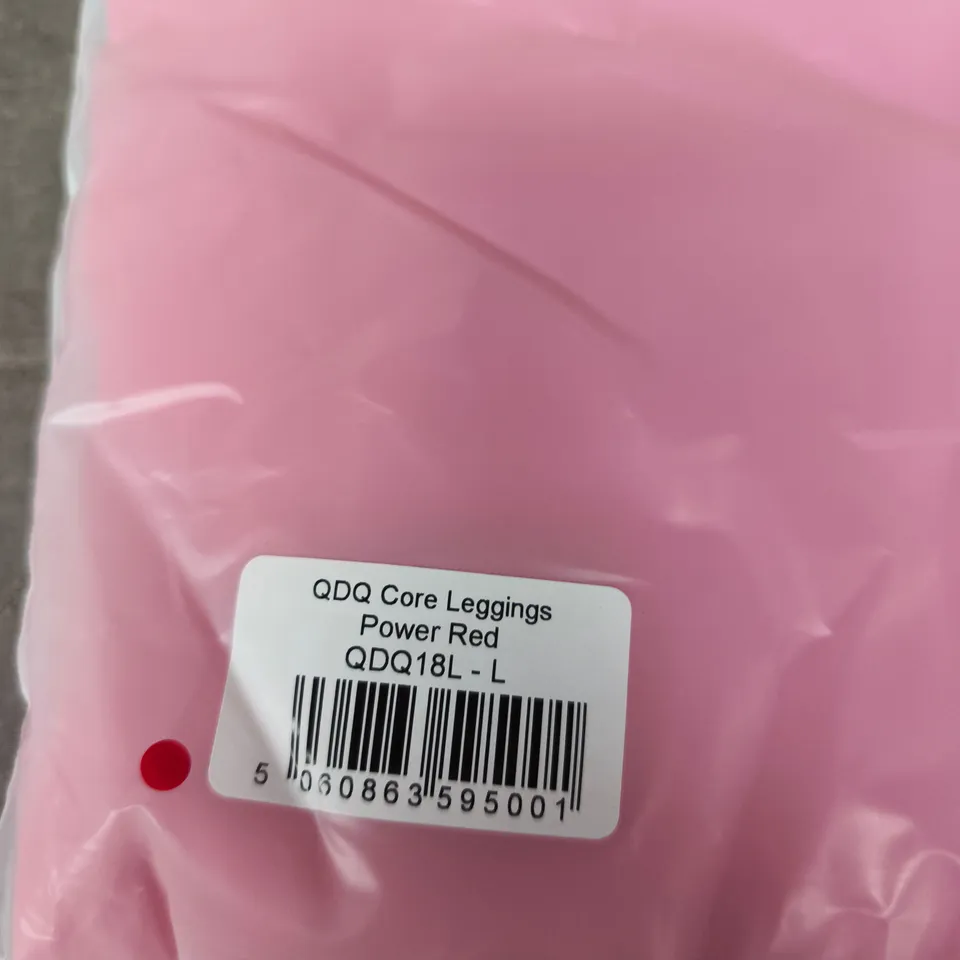 QDQ Core Leggings
Power Red
QDQ18L - L
5 060863 595001